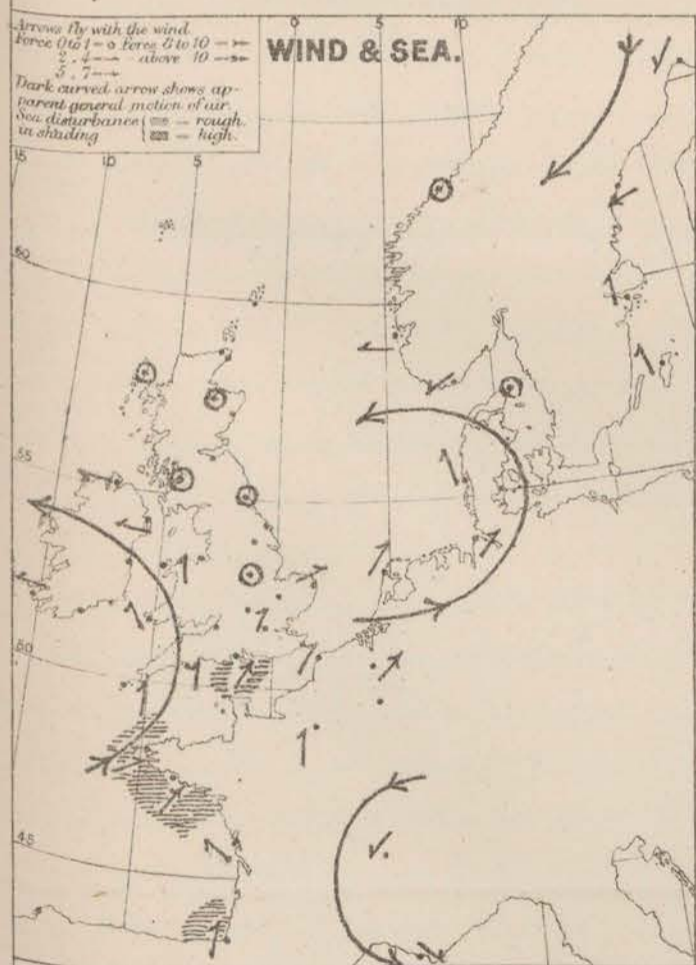 Arrows fly with the wind.
Force 0 to 1 — o Force 8 to 10 —
2 . 4 — above 10 —
5 . 7 —
Dark curved arrow shows ap-
parent general motion of air.
Sea disturbance { — rough.
in shading — high.
WIND & SEA.
0 5 10
15 10 5
60
55
50
45